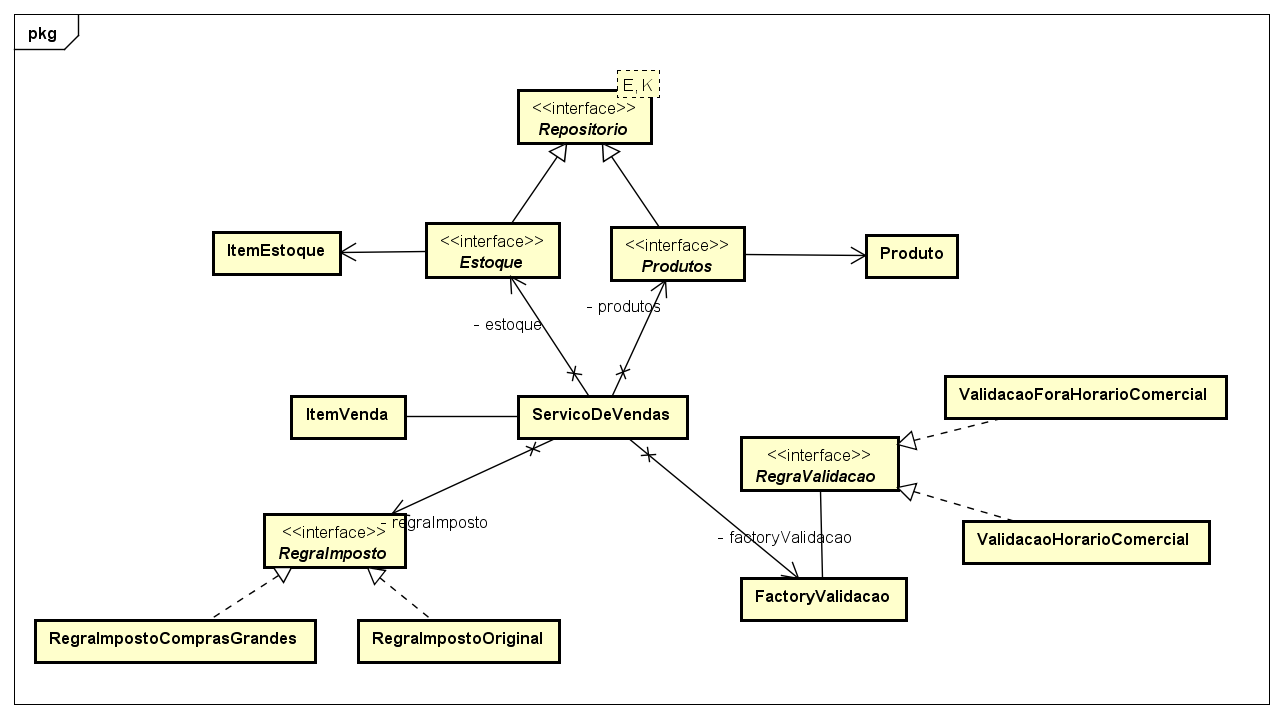 pkg
E, K
<<interface>>
Repositorio
ItemEstoque
<<interface>>
Estoque
<<interface>>
Produtos
Produto
- estoque
- produtos
ItemVenda
ServicoDeVendas
ValidacaoForaHorarioComercial
<<interface>>
RegraValidacao
<<interface>>
RegraImposto
- regraImposto
- factoryValidacao
ValidacaoHorarioComercial
FactoryValidacao
RegraImpostoComprasGrandes
RegraImpostoOriginal